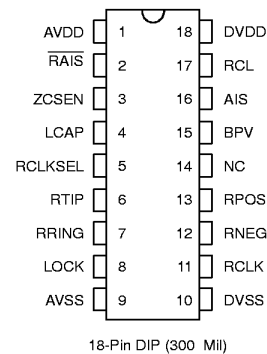 AVDD 1 18 DVDD
RAIS 2 17 RCL
ZCSEN 3 16 AIS
LCAP 4 15 BPV
RCLKSEL 5 14 NC
RTIP 6 13 RPOS
RRING 7 12 RNEG
LOCK 8 11 RCLK
AVSS 9 10 DVSS
18-Pin DIP (300 Mil)